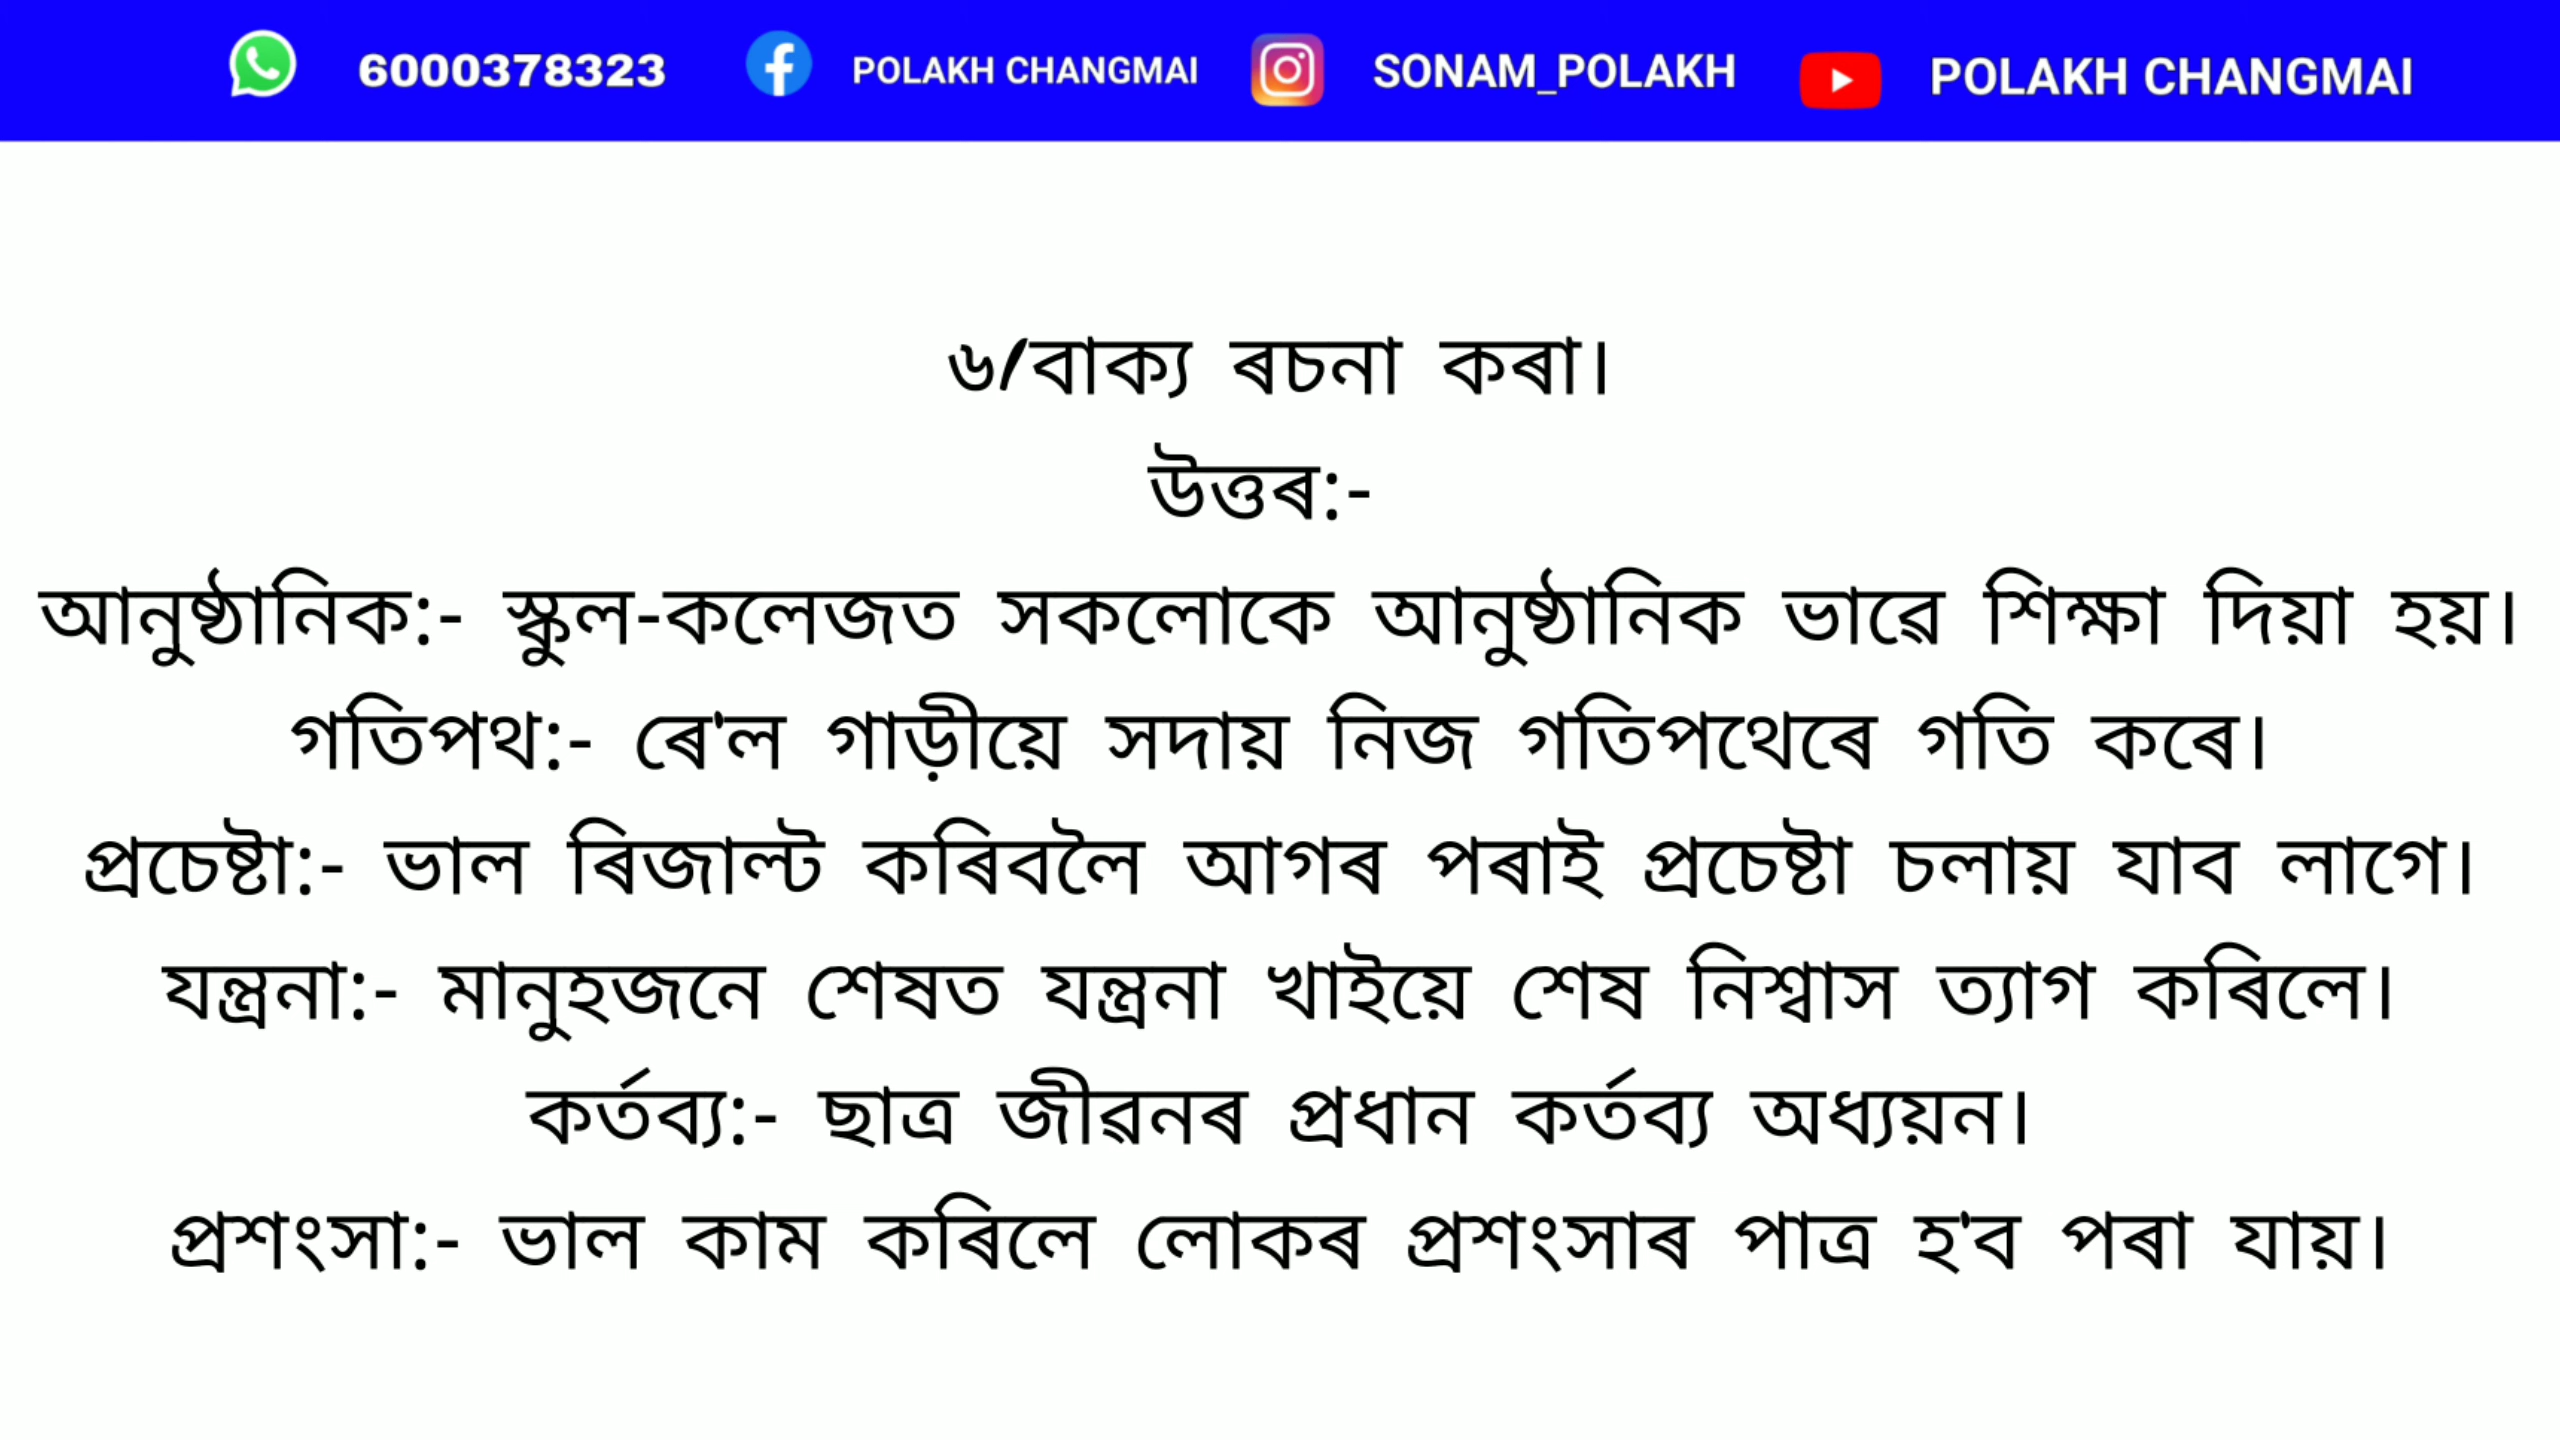 6000378323 POLAKH CHANGMAI SONAM_POLAKH POLAKH CHANGMAI
৬/বাক্য ৰচনা কৰা।
উত্তৰ:-
আনুষ্ঠানিক:- স্কুল-কলেজত সকলোকে আনুষ্ঠানিক ভাৱে শিক্ষা দিয়া হয়।
গতিপথ:- ৰে'ল গাড়ীয়ে সদায় নিজ গতিপথেৰে গতি কৰে।
প্ৰচেষ্টা:- ভাল ৰিজাল্ট কৰিবলৈ আগৰ পৰাই প্ৰচেষ্টা চলায় যাব লাগে।
যন্ত্ৰনা:- মানুহজনে শেষত যন্ত্ৰনা খাইয়ে শেষ নিশ্বাস ত্যাগ কৰিলে।
কৰ্তব্য:- ছাত্ৰ জীৱনৰ প্ৰধান কৰ্তব্য অধ্যয়ন।
প্ৰশংসা:- ভাল কাম কৰিলে লোকৰ প্ৰশংসাৰ পাত্ৰ হ'ব পৰা যায়।